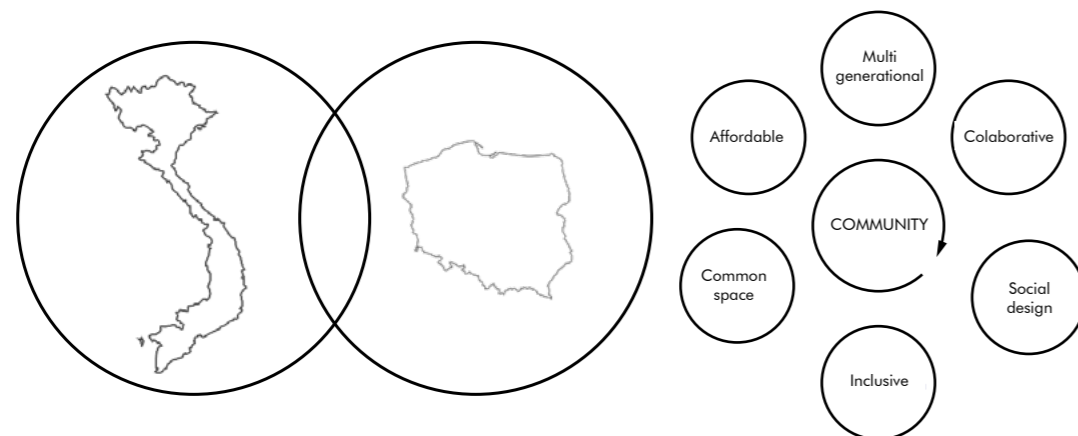 Multi
generational
Affordable
Colaborative
COMMUNITY
Common
space
Social
design
Inclusive